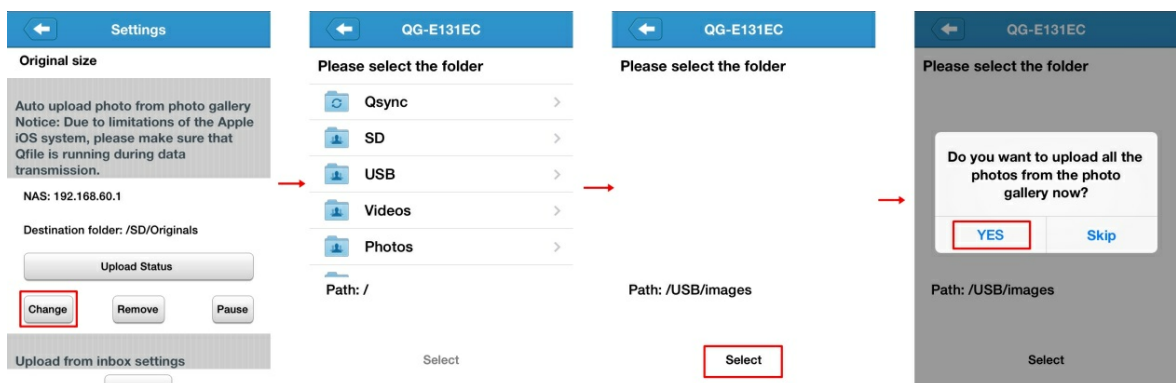 Settings
Original size
Auto upload photo from photo gallery
Notice: Due to limitations of the Apple
iOS system, please make sure that
Qfile is running during data
transmission.
NAS: 192.168.60.1
Destination folder: /SD/Originals
Upload Status
Change
Remove
Pause
Upload from inbox settings
QG-E131EC
Please select the folder
Qsync
SD
USB
Videos
Photos
Path: /
Select
QG-E131EC
Please select the folder
Path: /USB/images
Select
QG-E131EC
Please select the folder
Do you want to upload all the
photos from the photo
gallery now?
YES
Skip
Path: /USB/images
Select